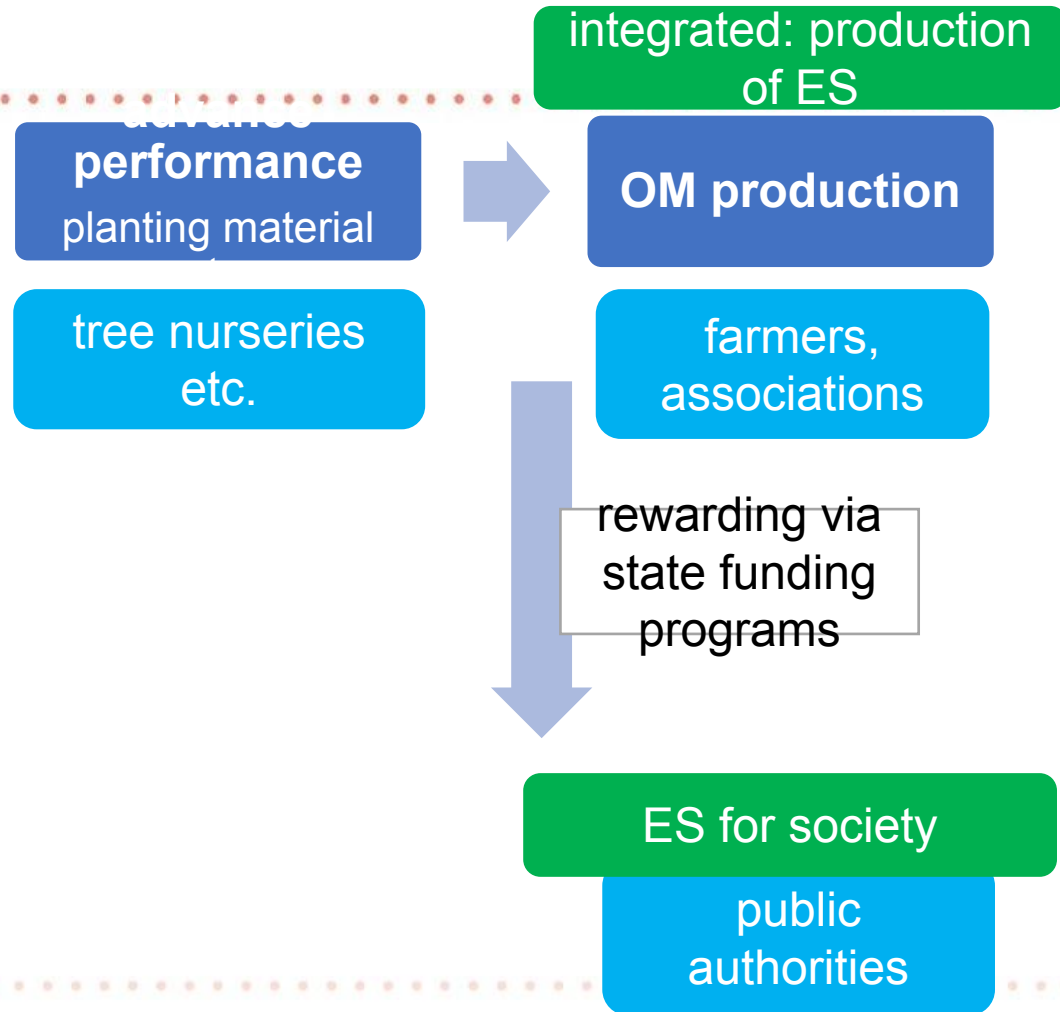 integrated: production
of ES
advance
performance
planting material
OM production
tree nurseries
etc.
farmers,
associations
rewarding via
state funding
programs
ES for society
public
authorities